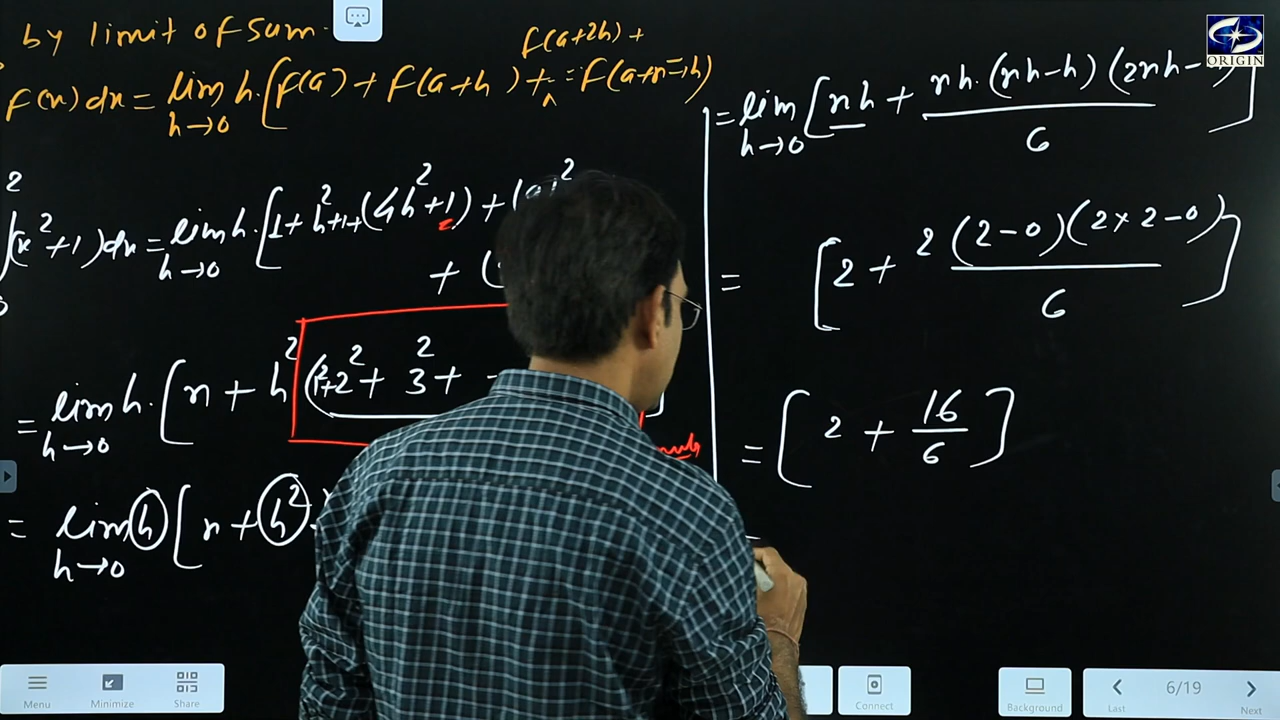 by limit of sum.
f(a+2h) +
f(x) dx = lim h→0 h.[f(a) + f(a+h) + -- f(a+n-1h)
∫₀² (x²+1) dx = lim h→0 h.[1 + h²+1+(4h²+1) +
+ (
= lim h→0 h.[n + h² (1²+2²+ 3²+ -
= lim h→0 h [n + h².
= lim h→0 [nh + nh.(nh-h)(2nh- / 6 ]
= [2 + 2(2-0)(2×2-0) / 6 ]
= [2 + 16/6]
=
ORIGIN
Menu
Minimize
Share
Connect
Background
Last
6/19
Next